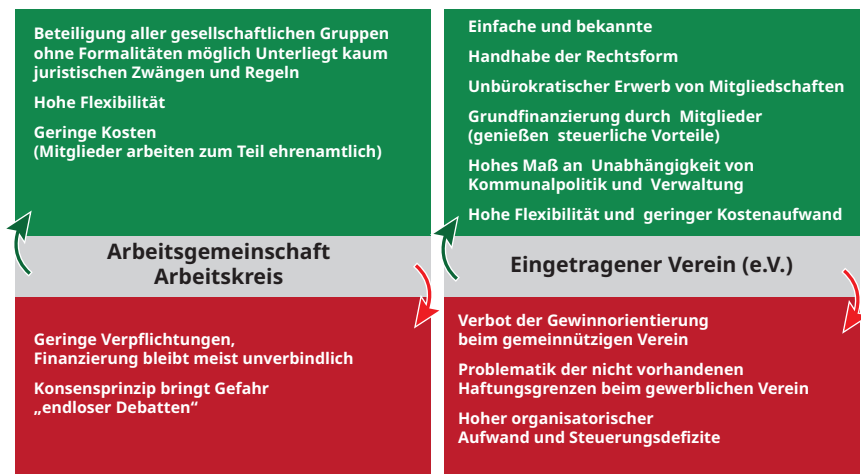 Beteiligung aller gesellschaftlichen Gruppen
ohne Formalitäten möglich Unterliegt kaum
juristischen Zwängen und Regeln
Hohe Flexibilität
Geringe Kosten
(Mitglieder arbeiten zum Teil ehrenamtlich)
Arbeitsgemeinschaft
Arbeitskreis
Geringe Verpflichtungen,
Finanzierung bleibt meist unverbindlich
Konsensprinzip bringt Gefahr
„endloser Debatten“
Einfache und bekannte
Handhabe der Rechtsform
Unbürokratischer Erwerb von Mitgliedschaften
Grundfinanzierung durch Mitglieder
(genießen steuerliche Vorteile)
Hohes Maß an Unabhängigkeit von
Kommunalpolitik und Verwaltung
Hohe Flexibilität und geringer Kostenaufwand
Eingetragener Verein (e.V.)
Verbot der Gewinnorientierung
beim gemeinnützigen Verein
Problematik der nicht vorhandenen
Haftungsgrenzen beim gewerblichen Verein
Hoher organisatorischer
Aufwand und Steuerungsdefizite